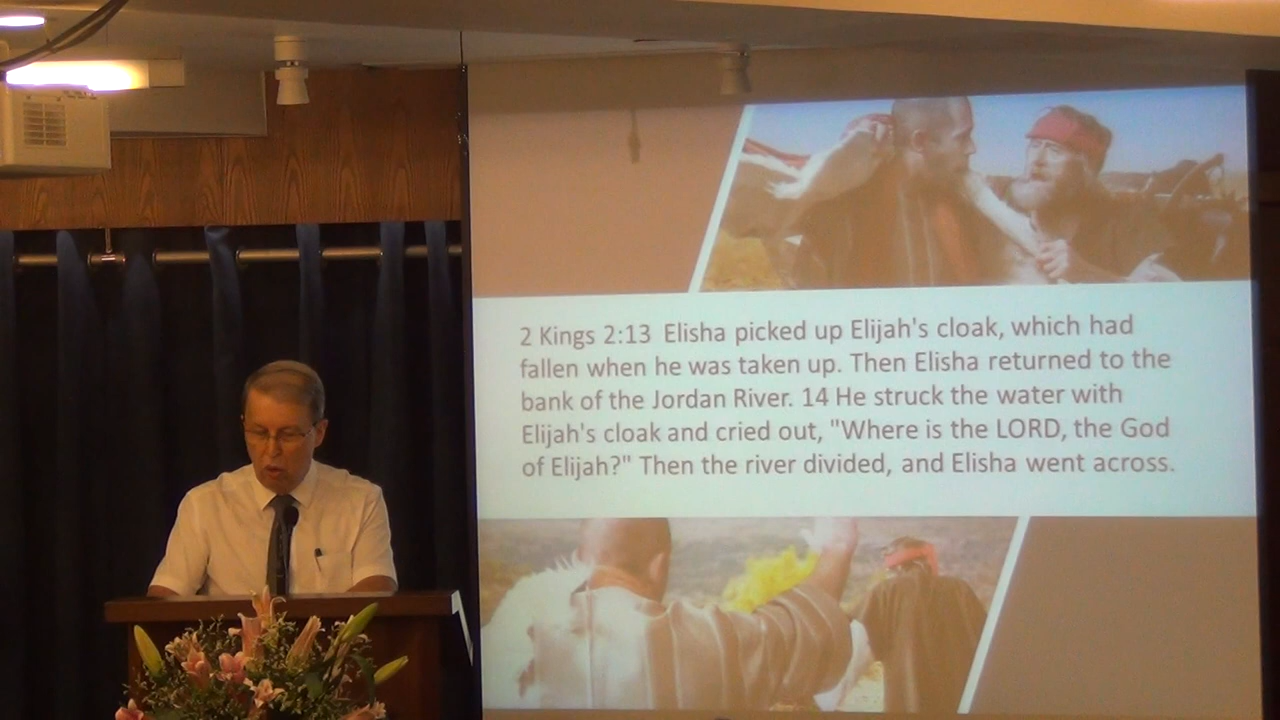 2 Kings 2:13 Elisha picked up Elijah's cloak, which had
fallen when he was taken up. Then Elisha returned to the
bank of the Jordan River. 14 He struck the water with
Elijah's cloak and cried out, "Where is the LORD, the God
of Elijah?" Then the river divided, and Elisha went across.